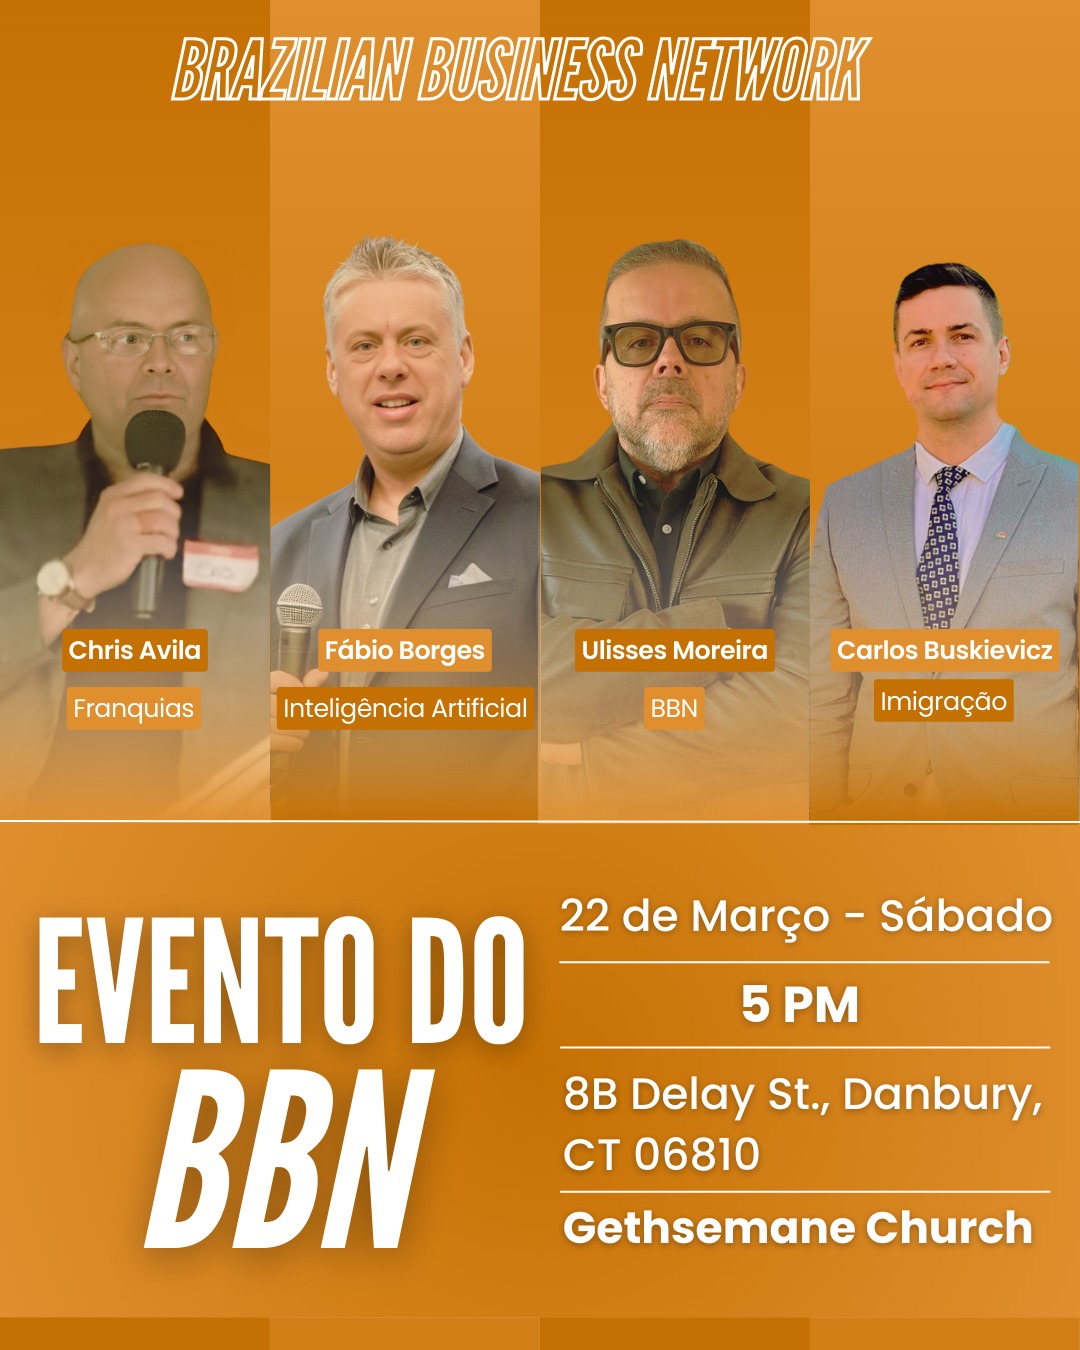 BRAZILIAN BUSINESS NETWORK
Chris Avila
Franquias
Fábio Borges
Inteligência Artificial
Ulisses Moreira
BBN
Carlos Buskievicz
Imigração
EVENTO DO
BBN
22 de Março - Sábado
5 PM
8B Delay St., Danbury,
CT 06810
Gethsemane Church